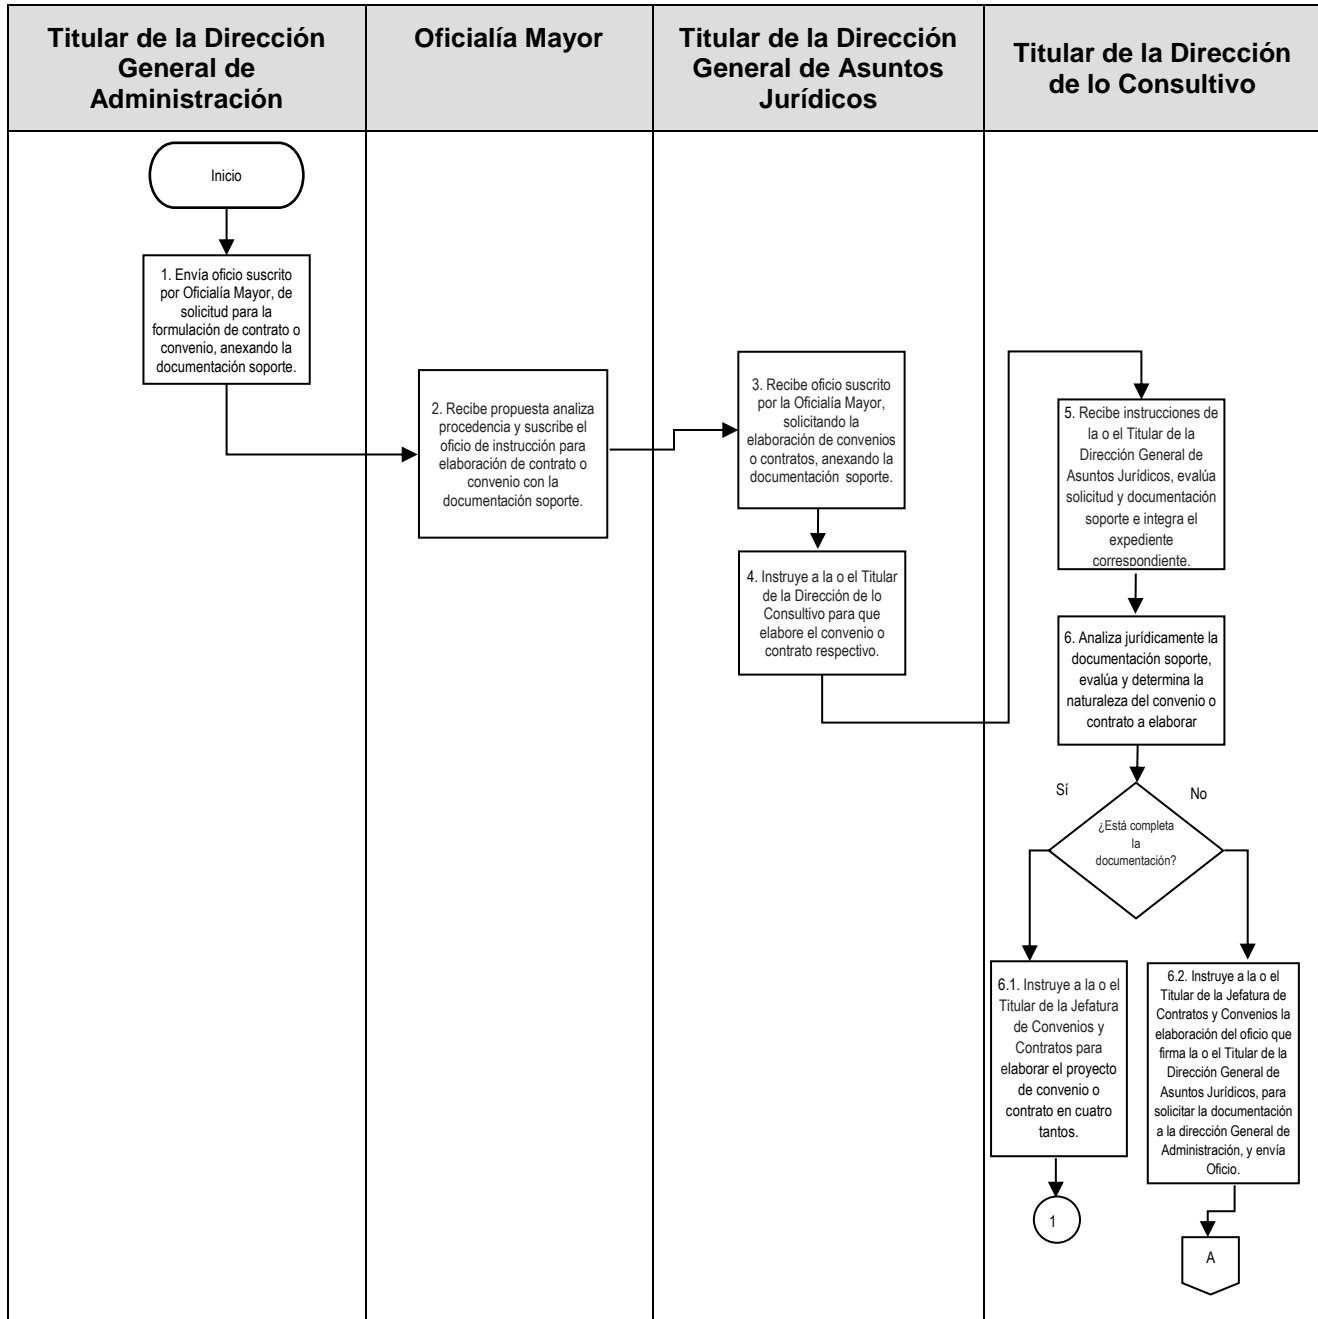 Titular de la Dirección
General de
Administración
Oficialía Mayor
Titular de la Dirección
General de Asuntos
Jurídicos
Titular de la Dirección
de lo Consultivo
Inicio
1. Envía oficio suscrito
por Oficialía Mayor, de
solicitud para la
formulación de contrato o
convenio, anexando la
documentación soporte.
2. Recibe propuesta analiza
procedencia y suscribe el
oficio de instrucción para
elaboración de contrato o
convenio con la
documentación soporte.
3. Recibe oficio suscrito
por la Oficialía Mayor,
solicitando la
elaboración de convenios
o contratos, anexando la
documentación soporte.
4. Instruye a la o el Titular
de la Dirección de lo
Consultivo para que
elabore el convenio o
contrato respectivo.
5. Recibe instrucciones de
la o el Titular de la
Dirección General de
Asuntos Jurídicos, evalúa
solicitud y documentación
soporte e integra el
expediente
correspondiente.
6. Analiza jurídicamente la
documentación soporte,
evalúa y determina la
naturaleza del convenio o
contrato a elaborar
Sí
No
¿Está completa
la
documentación?
6.1. Instruye a la o el
Titular de la Jefatura
de Convenios y
Contratos para
elaborar el proyecto
de convenio o
contrato en cuatro
tantos.
6.2. Instruye a la o el
Titular de la Jefatura de
Contratos y Convenios la
elaboración del oficio que
firma la o el Titular de la
Dirección General de
Asuntos Jurídicos, para
solicitar la documentación
a la dirección General de
Administración, y envía
Oficio.
1
A